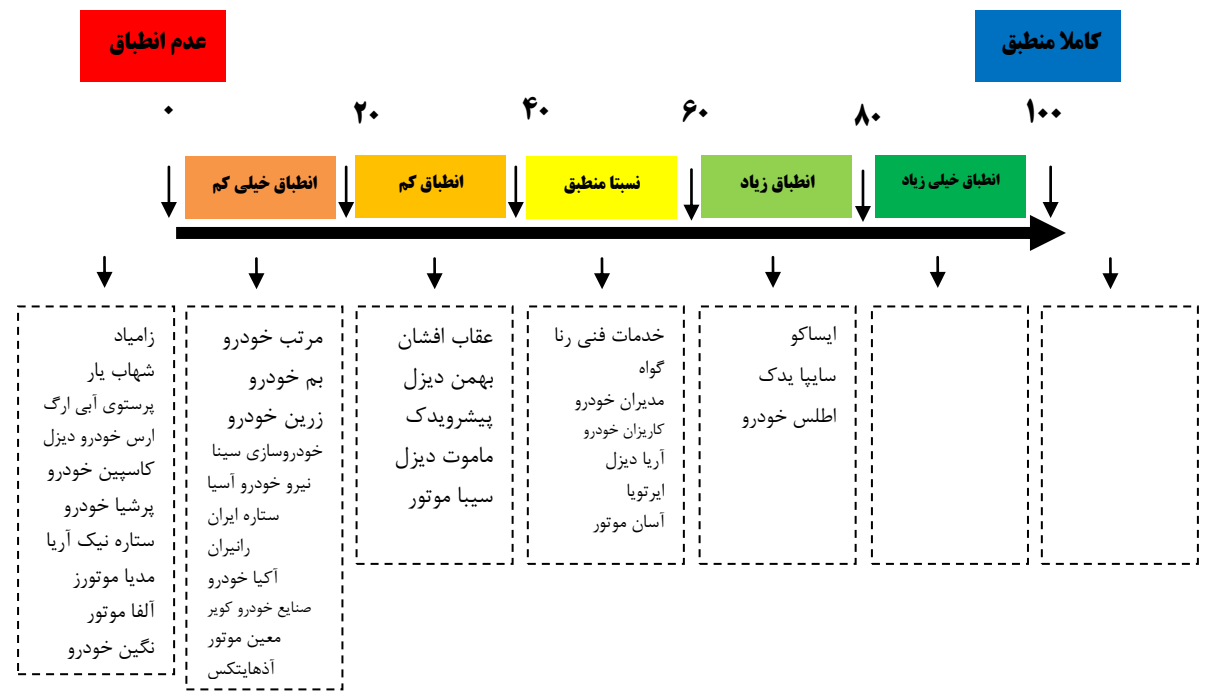 کاملا منطبق
عدم انطباق
۱۰۰
۸۰
۶۰
۴۰
۲۰
۰
انطباق خیلی زیاد
انطباق زیاد
نسبتا منطبق
انطباق کم
انطباق خیلی کم
ایساکو
سایپا یدک
اطلس خودرو
خدمات فنی رنا
گواه
مدیران خودرو
کاریزان خودرو
آریا دیزل
ایرتویا
آسان موتور
عقاب افشان
بهمن دیزل
پیشرویدک
ماموت دیزل
سیبا موتور
مرتب خودرو
بم خودرو
زرین خودرو
خودروسازی سینا
نیرو خودرو آسیا
ستاره ایران
رانیران
آکیا خودرو
صنایع خودرو کویر
معین موتور
آذهایتکس
زامیاد
شهاب یار
پرستوی آبی ارگ
ارس خودرو دیزل
کاسپین خودرو
پرشیا خودرو
ستاره نیک آریا
مدیا موتورز
آلفا موتور
نگین خودرو